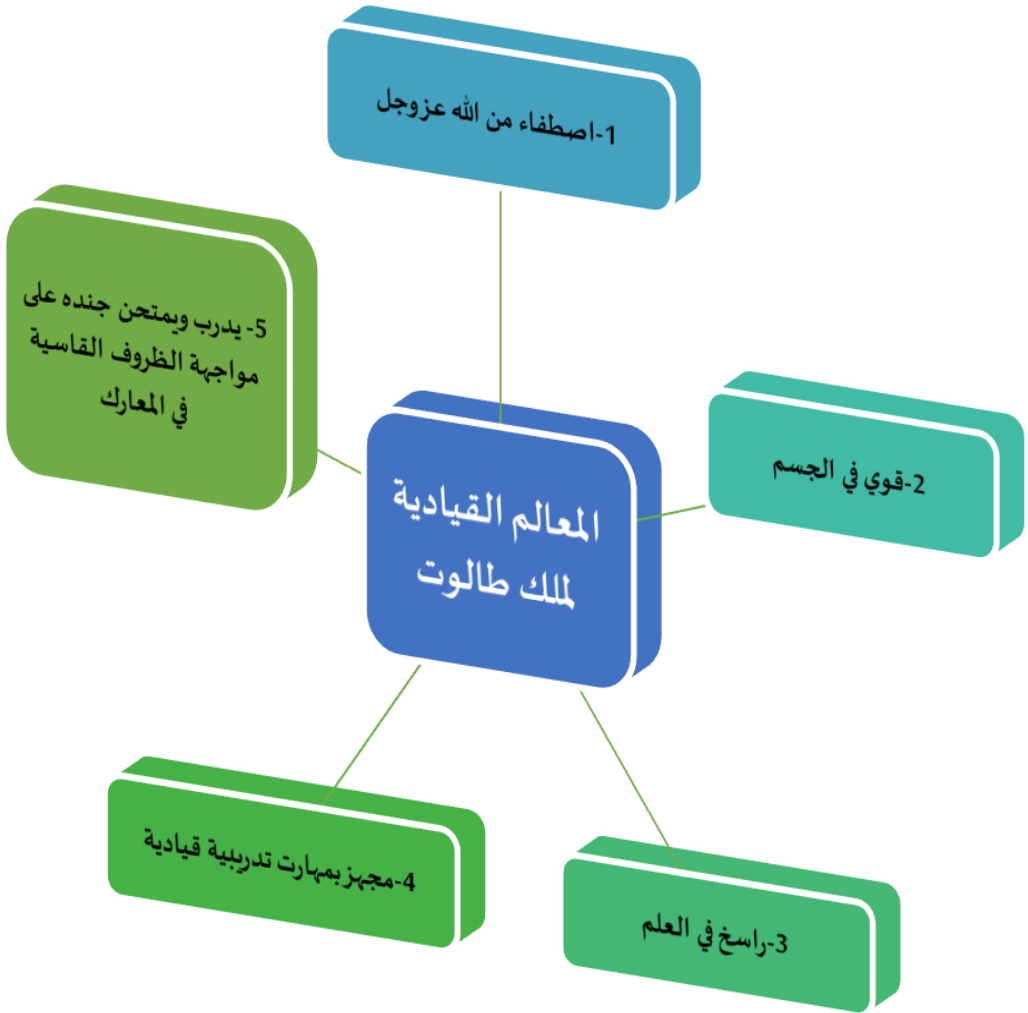 المعالم القيادية
لملك طالوت
1-اصطفاء من الله عزوجل
2-قوي في الجسم
3-راسخ في العلم
4-مجهز بمهارت تدريبية قيادية
5- يدرب ويمتحن جنده على
مواجهة الظروف القاسية
في المعارك